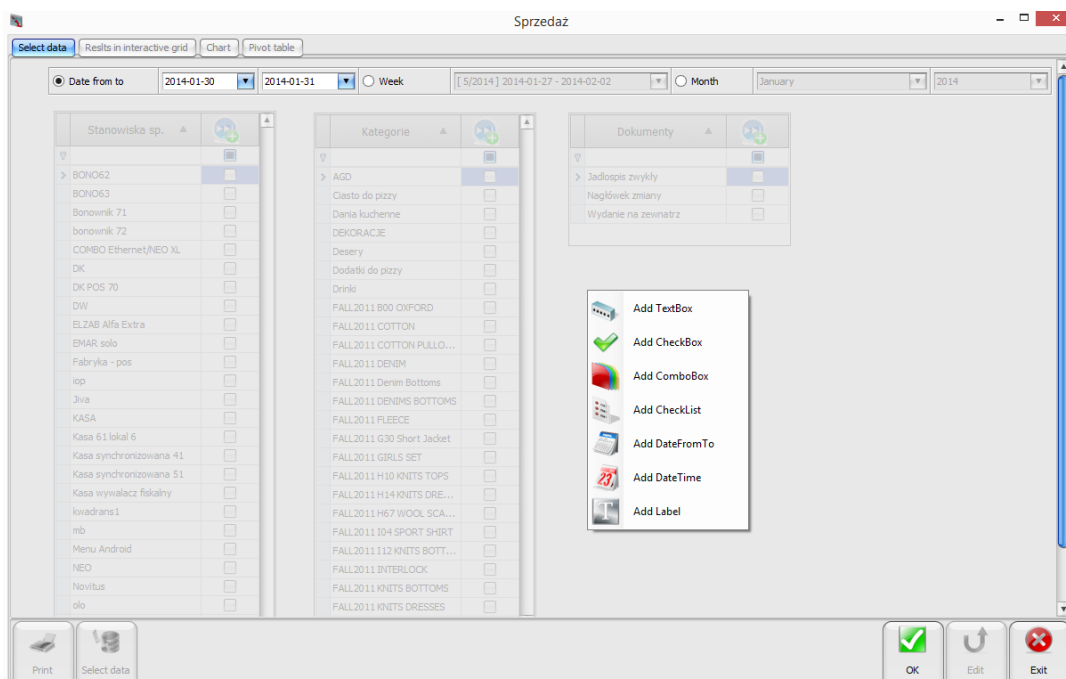 Sprzedaż
Select data Reslts in interactive grid Chart Pivot table
Date from to 2014-01-30 2014-01-31 Week [ 5/2014 ] 2014-01-27 - 2014-02-02 Month January 2014
Stanowiska sp.
BONO62
BONO63
Bonownik 71
bonownik 72
COMBO Ethernet/NEO XL
DK
DK POS 70
DW
ELZAB Alfa Extra
EMAR solo
Fabryka - pos
iop
Jiva
KASA
Kasa 61 lokal 6
Kasa synchronizowana 41
Kasa synchronizowana 51
Kasa wywalacz fiskalny
kwadrans1
mb
Menu Android
NEO
Novitus
olo
Kategorie
AGD
Ciasto do pizzy
Dania kuchenne
DEKORACJE
Desery
Dodatki do pizzy
Drinki
FALL2011 B00 OXFORD
FALL2011 COTTON
FALL2011 COTTON PULLO...
FALL2011 DENIM
FALL2011 Denim Bottoms
FALL2011 DENIMS BOTTOMS
FALL2011 FLEECE
FALL2011 G30 Short Jacket
FALL2011 GIRLS SET
FALL2011 H10 KNITS TOPS
FALL2011 H14 KNITS DRE...
FALL2011 H67 WOOL SCA...
FALL2011 I04 SPORT SHIRT
FALL2011 I12 KNITS BOTT...
FALL2011 INTERLOCK
FALL2011 KNITS BOTTOMS
FALL2011 KNITS DRESSES
Dokumenty
Jadlospis zwykły
Nagłówek zmiany
Wydanie na zewnatrz
Add TextBox
Add CheckBox
Add ComboBox
Add CheckList
Add DateFromTo
23 Add DateTime
T Add Label
Print Select data OK Edit Exit